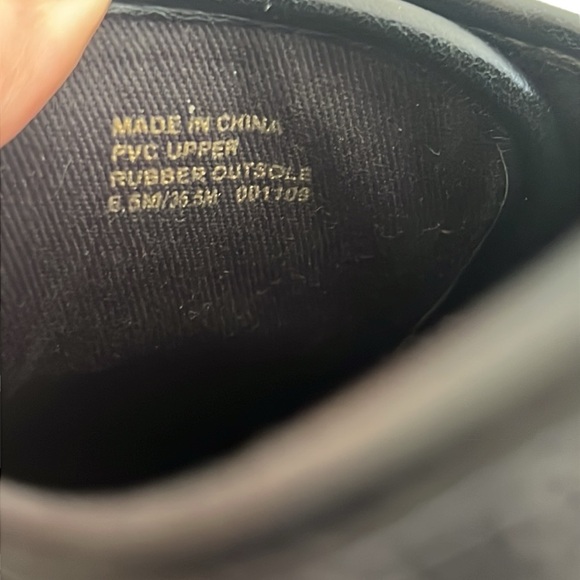 MADE IN CHINA
PVC UPPER
RUBBER OUTSOLE
6.5M/36.5M 001109